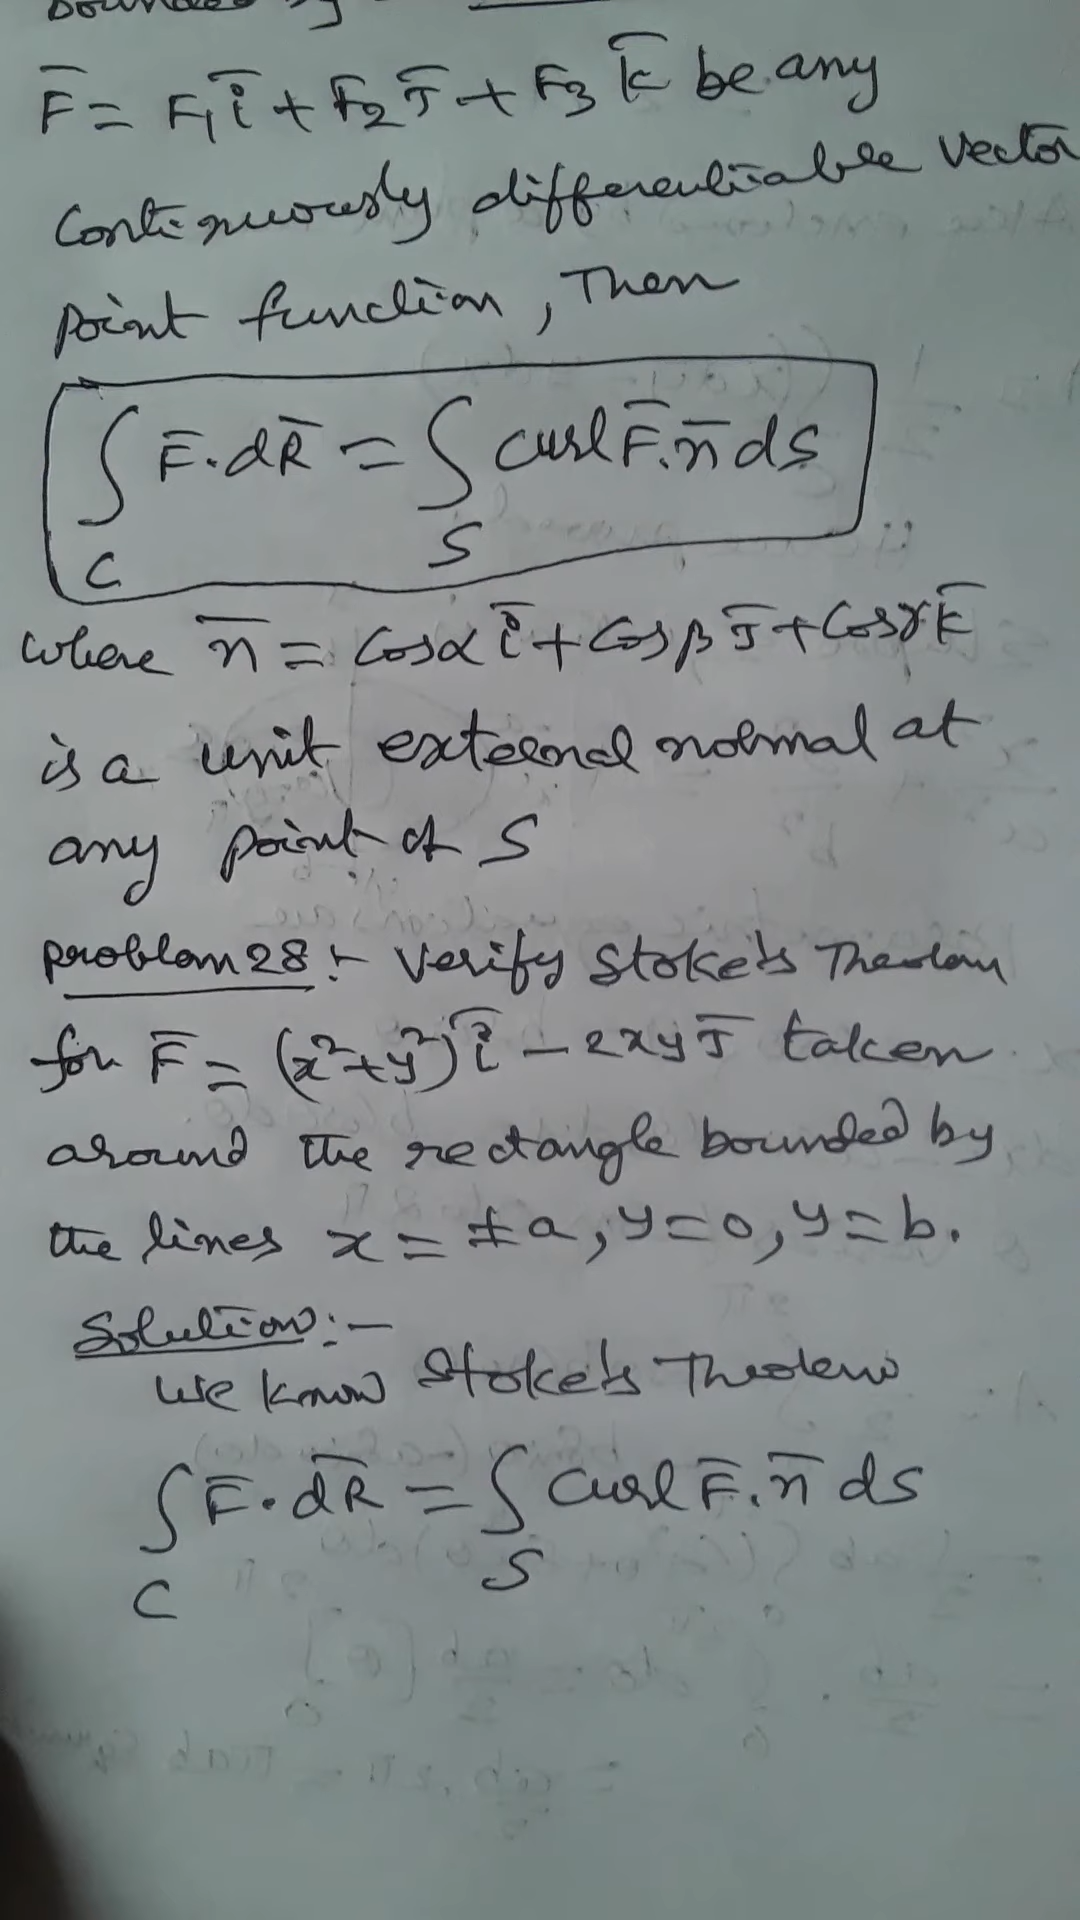 F̅ = F₁i̅ + F₂J̅ + F₃k̅ be any
Continuously differentiable vector
point function, Then
∫_C F̅.dR̅ = ∫_S curl F̅.n̅ ds
where n̅ = Cosα i̅ + Cosβ J̅ + Cosγ k̅
is a unit external normal at
any point of S
problem 28 :- Verify Stoke's Theorem
for F̅ = (x²+y²)i̅ - 2xyJ̅ taken
around the rectangle bounded by
the lines x = ±a, y=0, y=b.
Solution:-
We know Stoke's Theorem
∫_C F̅.dR̅ = ∫_S Curl F̅.n̅ ds